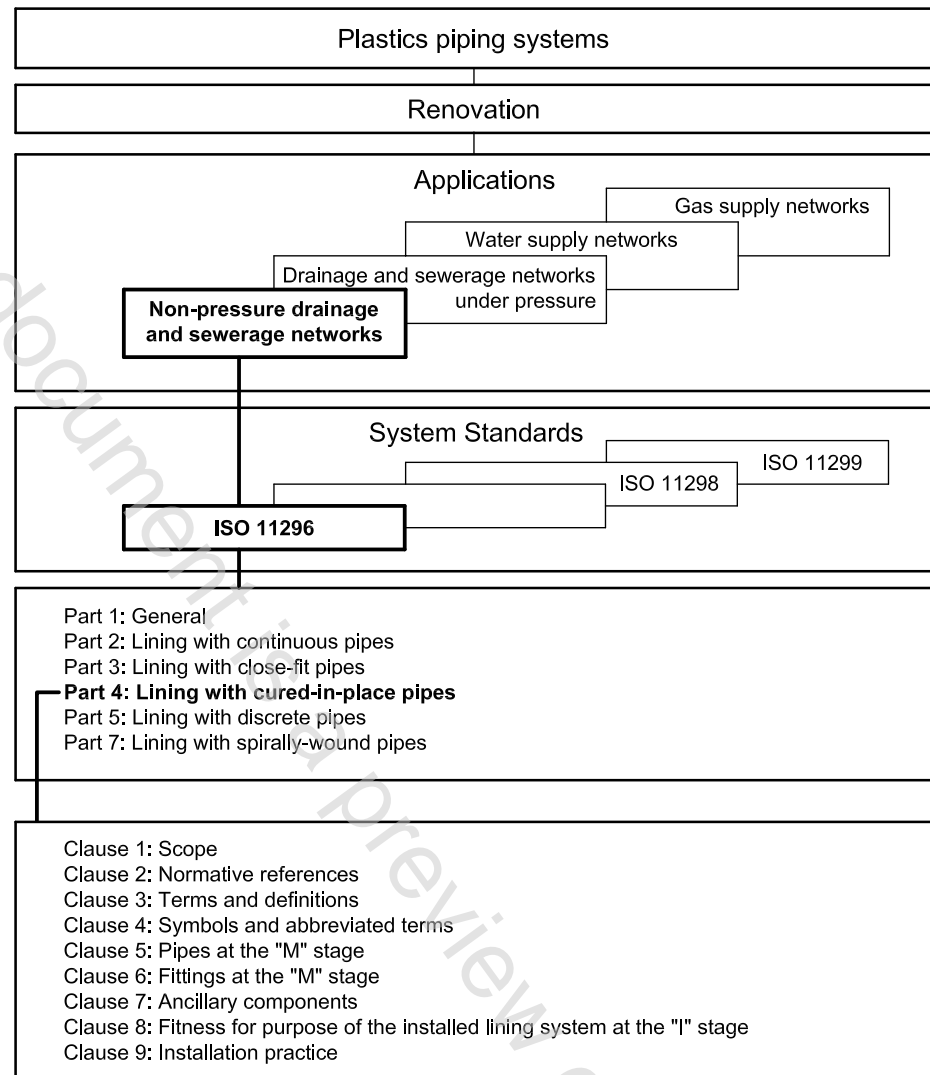 Plastics piping systems
Renovation
Applications
Gas supply networks
Water supply networks
Drainage and sewerage networks
under pressure
Non-pressure drainage
and sewerage networks
System Standards
ISO 11299
ISO 11298
ISO 11296
Part 1: General
Part 2: Lining with continuous pipes
Part 3: Lining with close-fit pipes
Part 4: Lining with cured-in-place pipes
Part 5: Lining with discrete pipes
Part 7: Lining with spirally-wound pipes
Clause 1: Scope
Clause 2: Normative references
Clause 3: Terms and definitions
Clause 4: Symbols and abbreviated terms
Clause 5: Pipes at the "M" stage
Clause 6: Fittings at the "M" stage
Clause 7: Ancillary components
Clause 8: Fitness for purpose of the installed lining system at the "I" stage
Clause 9: Installation practice
document is a preview